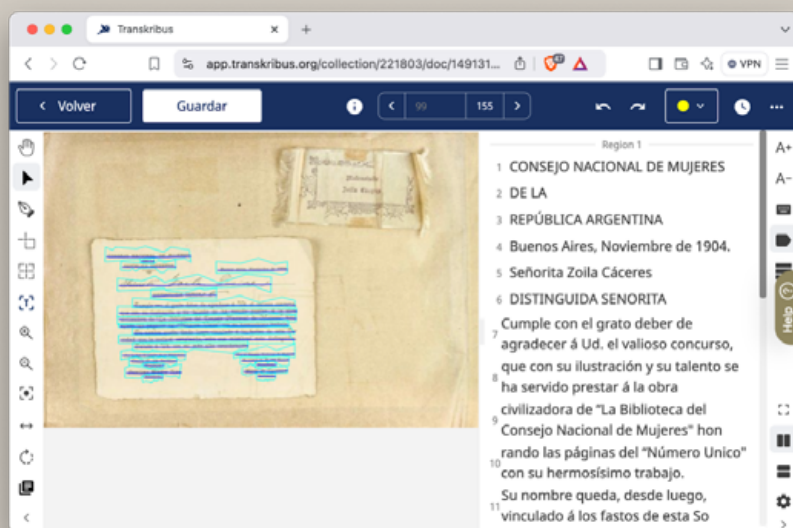 Transkribus
app.transkribus.org/collection/221803/doc/149131...
47
VPN
Volver
Guardar
99
155
Region 1
1 CONSEJO NACIONAL DE MUJERES
2 DE LA
3 REPÚBLICA ARGENTINA
4 Buenos Aires, Noviembre de 1904.
5 Señorita Zoila Cáceres
6 DISTINGUIDA SENORITA
7 Cumple con el grato deber de
agradecer á Ud. el valioso concurso,
8 que con su ilustración y su talento se
ha servido prestar á la obra
9 civilizadora de "La Biblioteca del
Consejo Nacional de Mujeres" hon
10 rando las páginas del "Número Unico"
con su hermosísimo trabajo.
11 Su nombre queda, desde luego,
vinculado á los fastos de esta So
A+
A-
Help